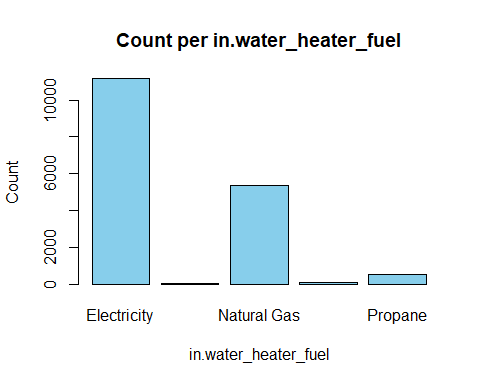 Count per in.water_heater_fuel
10000
6000
2000
0
Count
Electricity Natural Gas Propane
in.water_heater_fuel